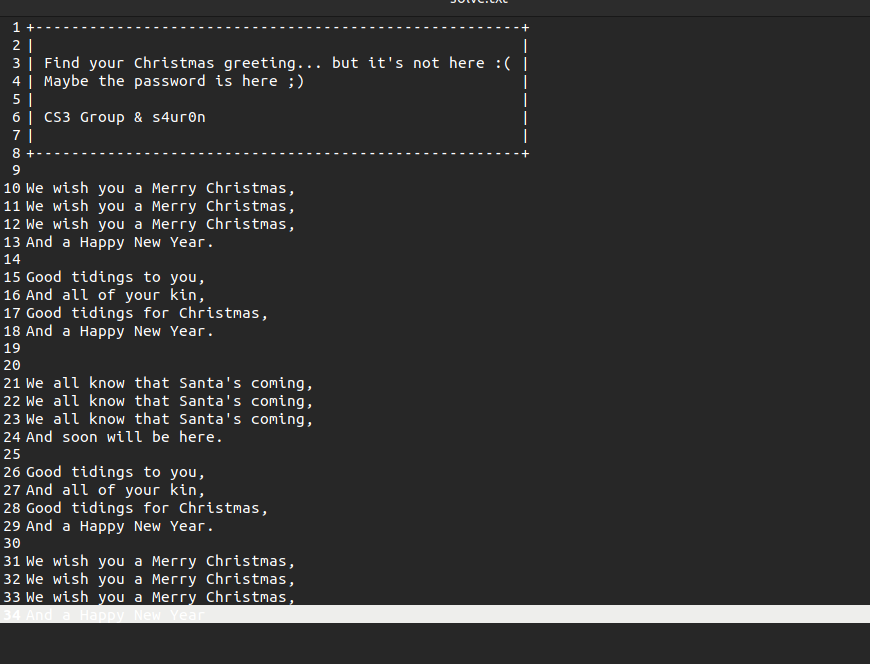 solve.txt
1 +------------------------------------------------------+
2 | |
3 | Find your Christmas greeting... but it's not here :( |
4 | Maybe the password is here ;) |
5 | |
6 | CS3 Group & s4ur0n |
7 | |
8 +------------------------------------------------------+
9
10 We wish you a Merry Christmas,
11 We wish you a Merry Christmas,
12 We wish you a Merry Christmas,
13 And a Happy New Year.
14
15 Good tidings to you,
16 And all of your kin,
17 Good tidings for Christmas,
18 And a Happy New Year.
19
20
21 We all know that Santa's coming,
22 We all know that Santa's coming,
23 We all know that Santa's coming,
24 And soon will be here.
25
26 Good tidings to you,
27 And all of your kin,
28 Good tidings for Christmas,
29 And a Happy New Year.
30
31 We wish you a Merry Christmas,
32 We wish you a Merry Christmas,
33 We wish you a Merry Christmas,
34 And a Happy New Year